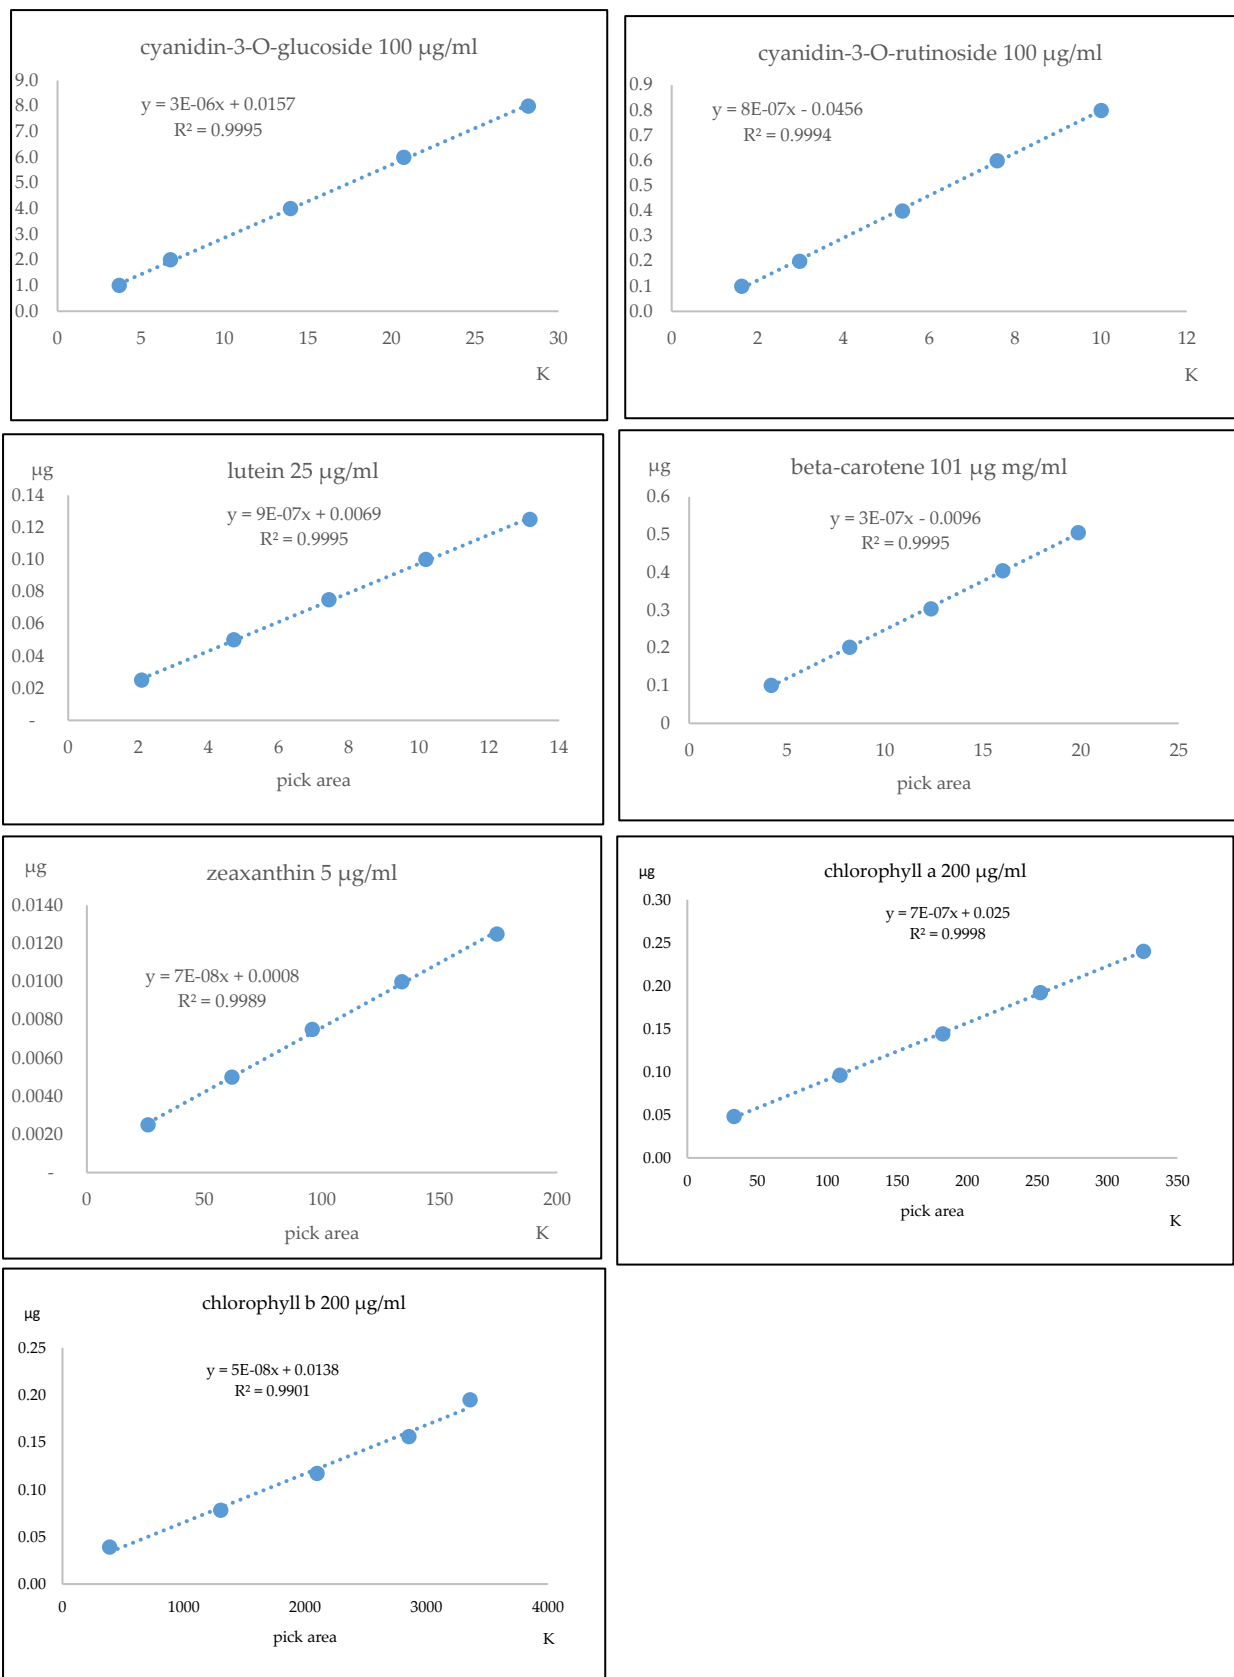 cyanidin-3-O-glucoside 100 µg/ml
9.0
8.0
7.0
6.0
5.0
4.0
3.0
2.0
1.0
0.0
y = 3E-06x + 0.0157
R² = 0.9995
0 5 10 15 20 25 30
K
cyanidin-3-O-rutinoside 100 µg/ml
0.9
0.8
0.7
0.6
0.5
0.4
0.3
0.2
0.1
0.0
y = 8E-07x - 0.0456
R² = 0.9994
0 2 4 6 8 10 12
K
µg
lutein 25 µg/ml
0.14
0.12
0.10
0.08
0.06
0.04
0.02
-
y = 9E-07x + 0.0069
R² = 0.9995
0 2 4 6 8 10 12 14
pick area
µg
beta-carotene 101 µg mg/ml
0.6
0.5
0.4
0.3
0.2
0.1
0
y = 3E-07x - 0.0096
R² = 0.9995
0 5 10 15 20 25
pick area
µg
zeaxanthin 5 µg/ml
0.0140
0.0120
0.0100
0.0080
0.0060
0.0040
0.0020
-
y = 7E-08x + 0.0008
R² = 0.9989
0 50 100 150 200
pick area K
µg
chlorophyll a 200 µg/ml
0.30
0.25
0.20
0.15
0.10
0.05
0.00
y = 7E-07x + 0.025
R² = 0.9998
0 50 100 150 200 250 300 350
pick area K
µg
chlorophyll b 200 µg/ml
0.25
0.20
0.15
0.10
0.05
0.00
y = 5E-08x + 0.0138
R² = 0.9901
0 1000 2000 3000 4000
pick area K